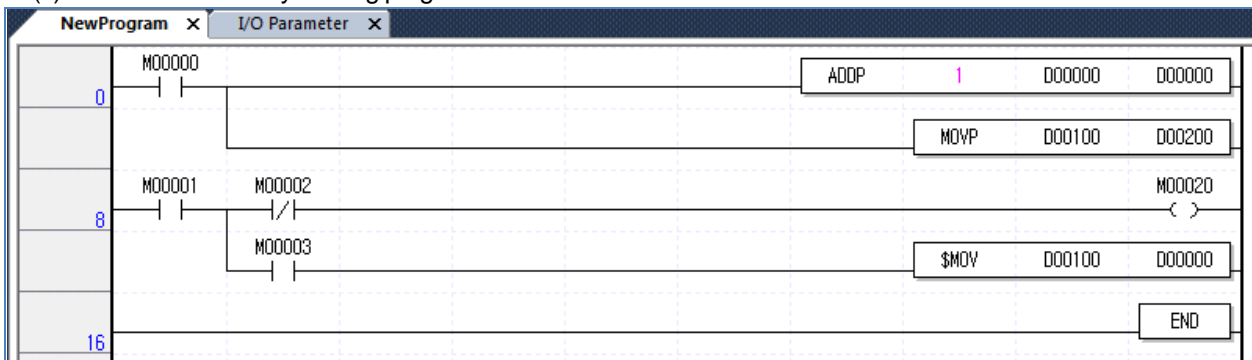 NewProgram x I/O Parameter x
M00000
ADDP 1 D00000 D00000
0
MOVP D00100 D00200
M00001 M00002 M00020
8
M00003
$MOV D00100 D00000
END
16